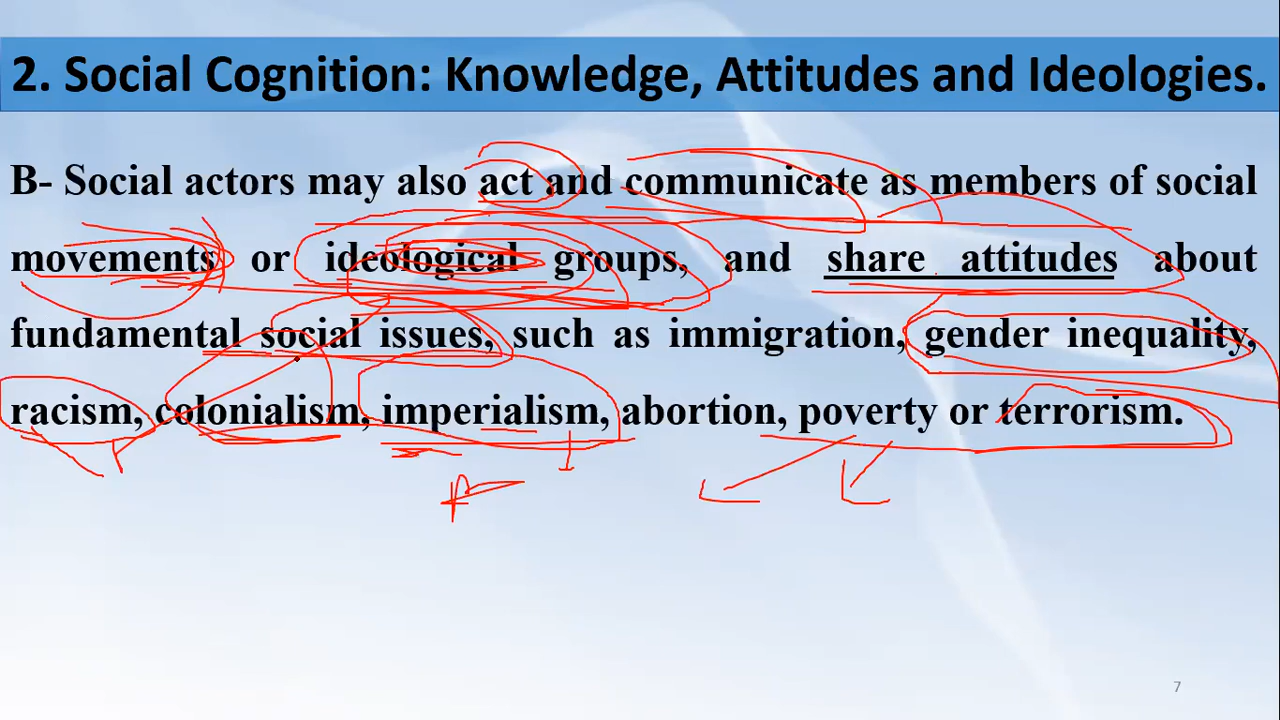 2. Social Cognition: Knowledge, Attitudes and Ideologies.
B- Social actors may also act and communicate as members of social
movements or ideological groups, and share attitudes about
fundamental social issues, such as immigration, gender inequality,
racism, colonialism, imperialism, abortion, poverty or terrorism.
7